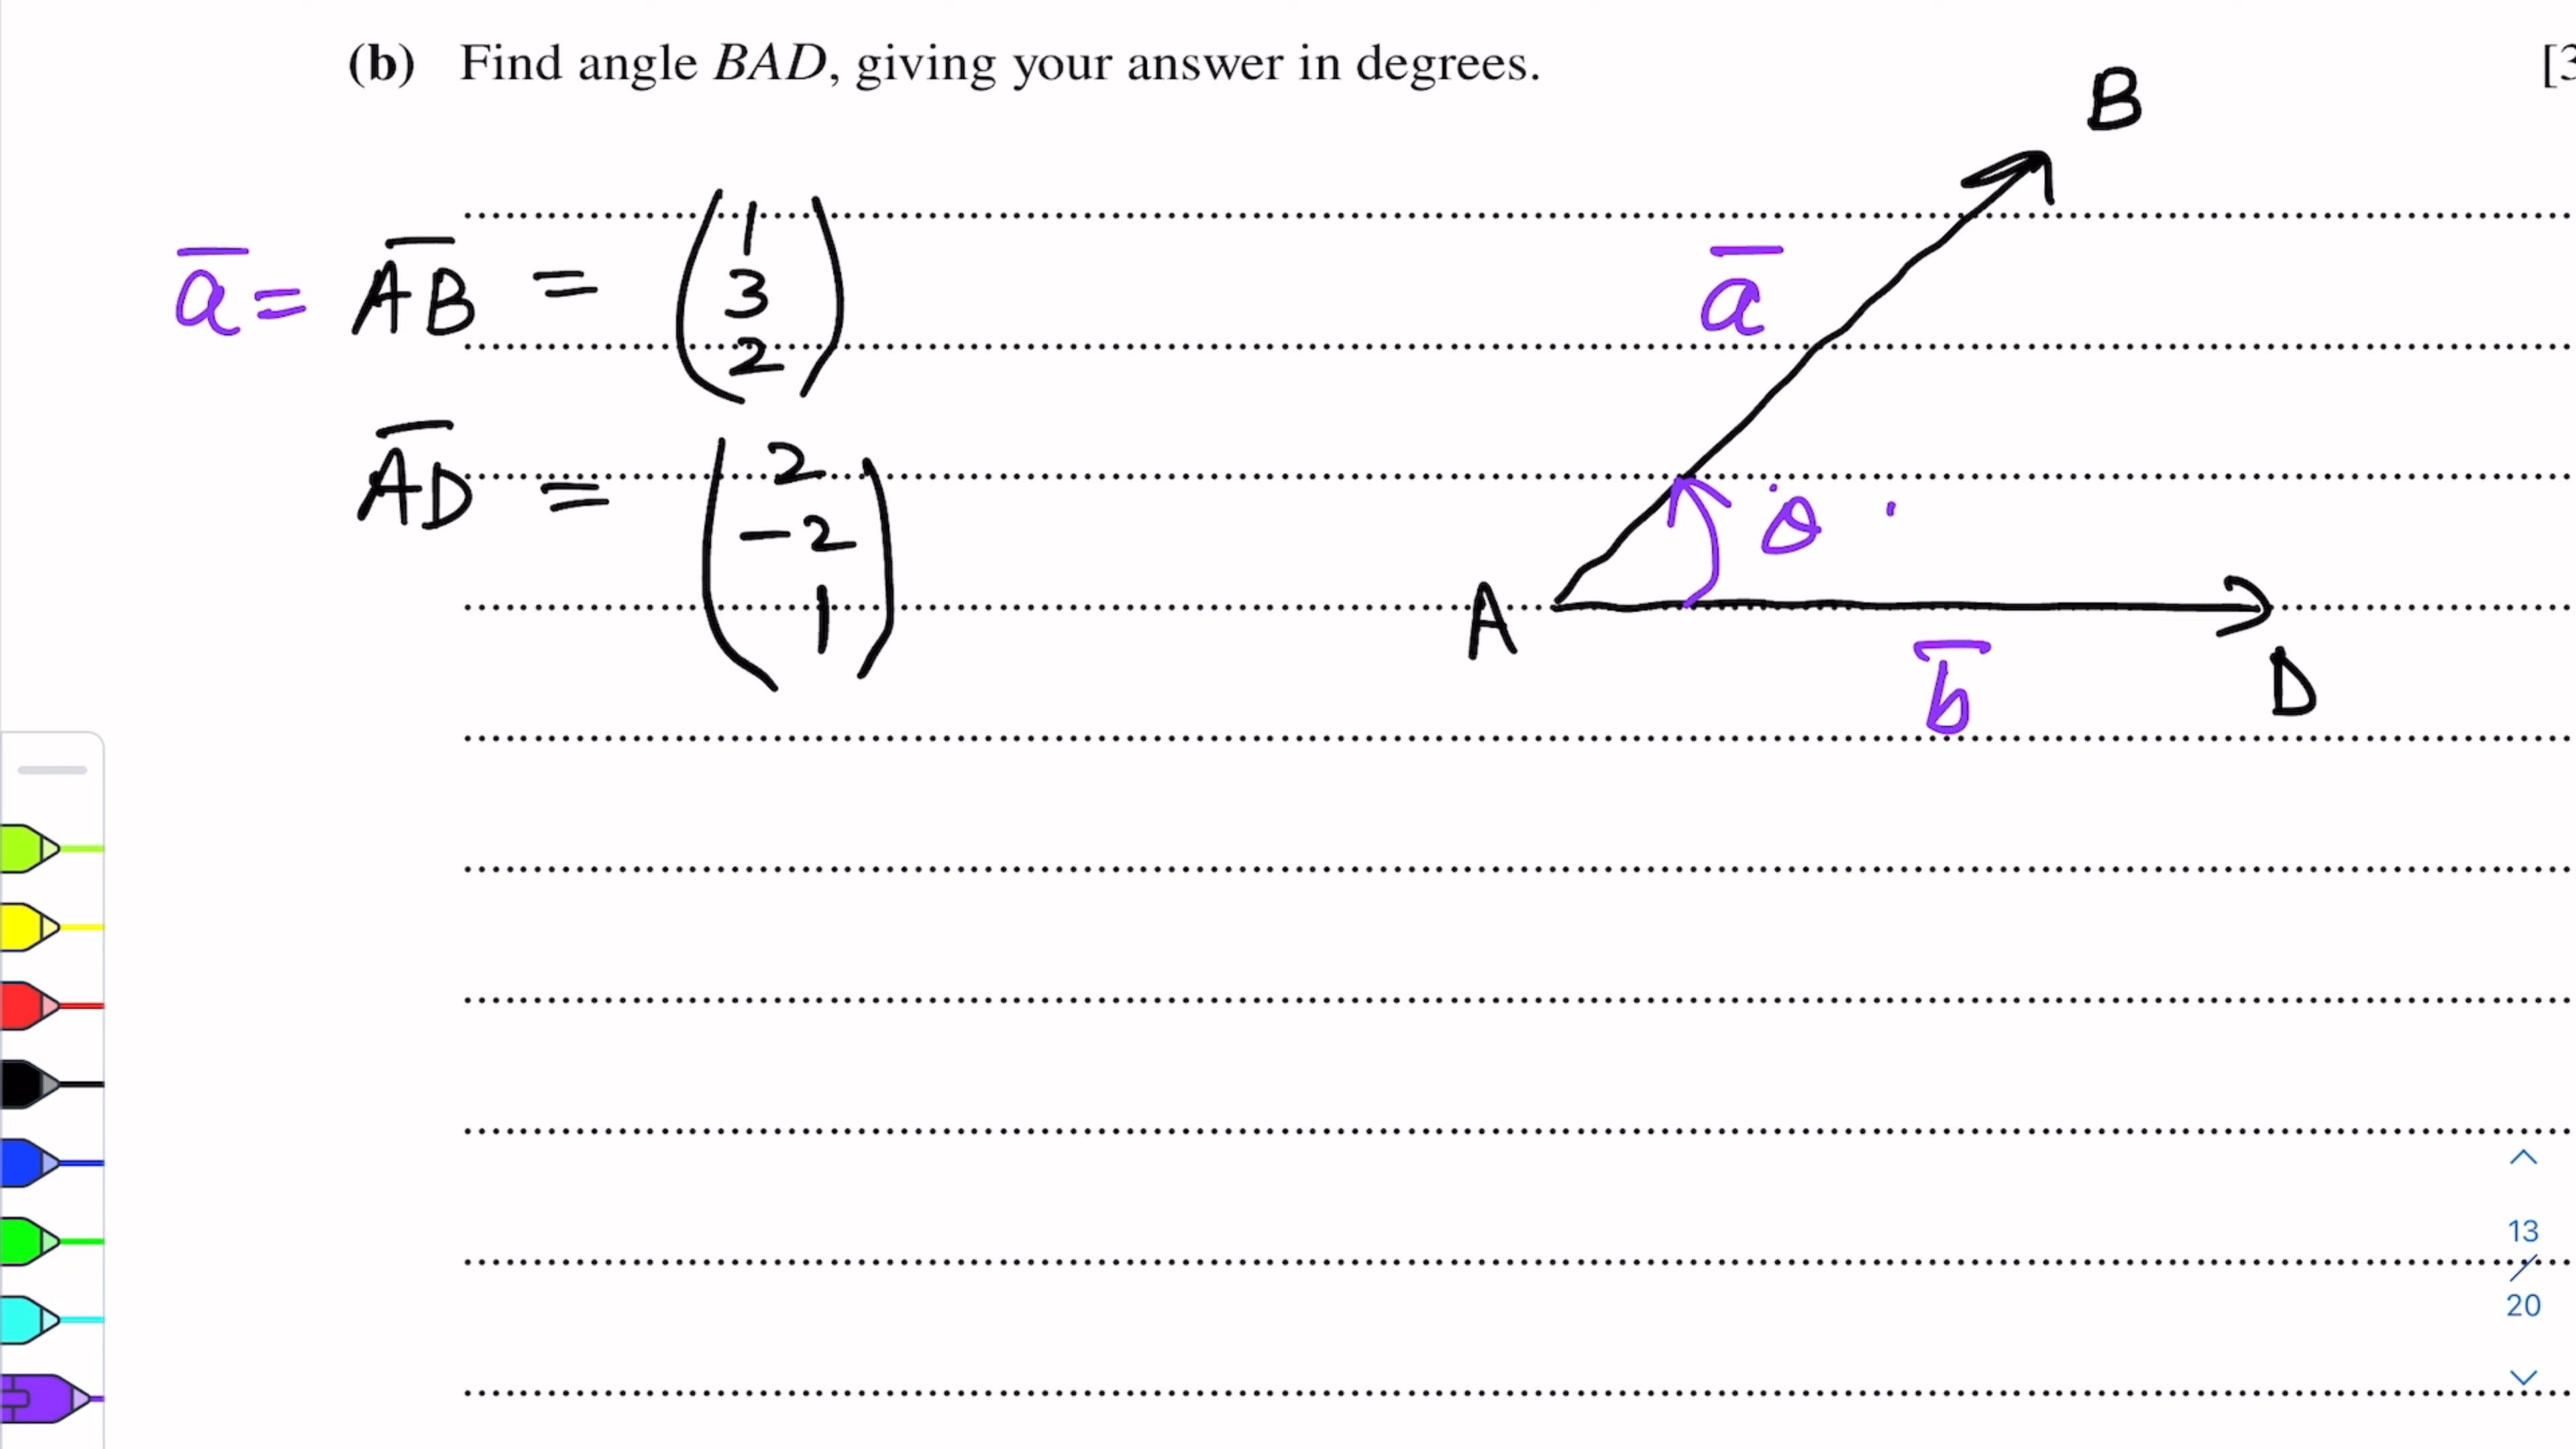 (b) Find angle BAD, giving your answer in degrees. [3
B
a = AB = (1 3 2)
a
AD = (2 -2 1)
θ
A
b
D
13
/
20